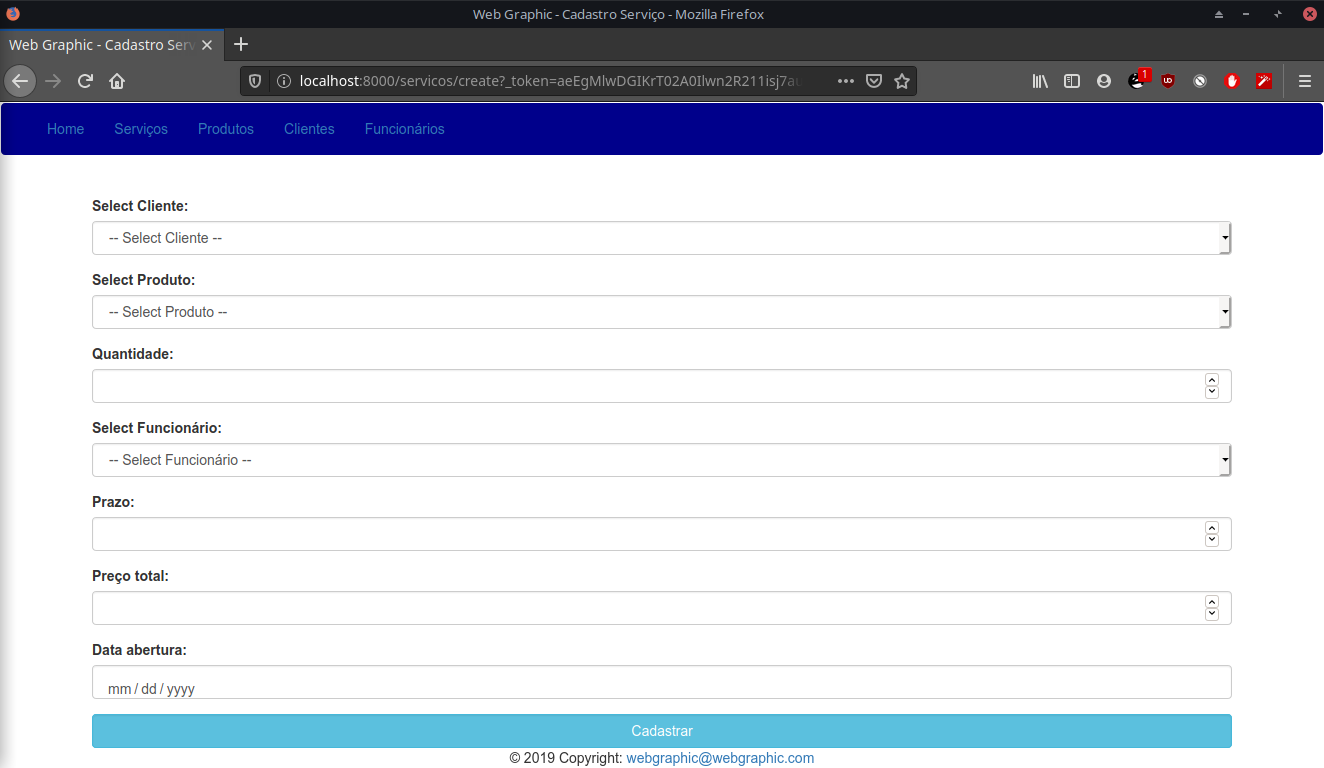 Web Graphic - Cadastro Serviço - Mozilla Firefox
Web Graphic - Cadastro Serv
localhost:8000/servicos/create?_token=aeEgMlwDGIKrT02A0Ilwn2R211isj7a
1
Home Serviços Produtos Clientes Funcionários
Select Cliente:
-- Select Cliente --
Select Produto:
-- Select Produto --
Quantidade:
Select Funcionário:
-- Select Funcionário --
Prazo:
Preço total:
Data abertura:
mm / dd / yyyy
Cadastrar
© 2019 Copyright: webgraphic@webgraphic.com